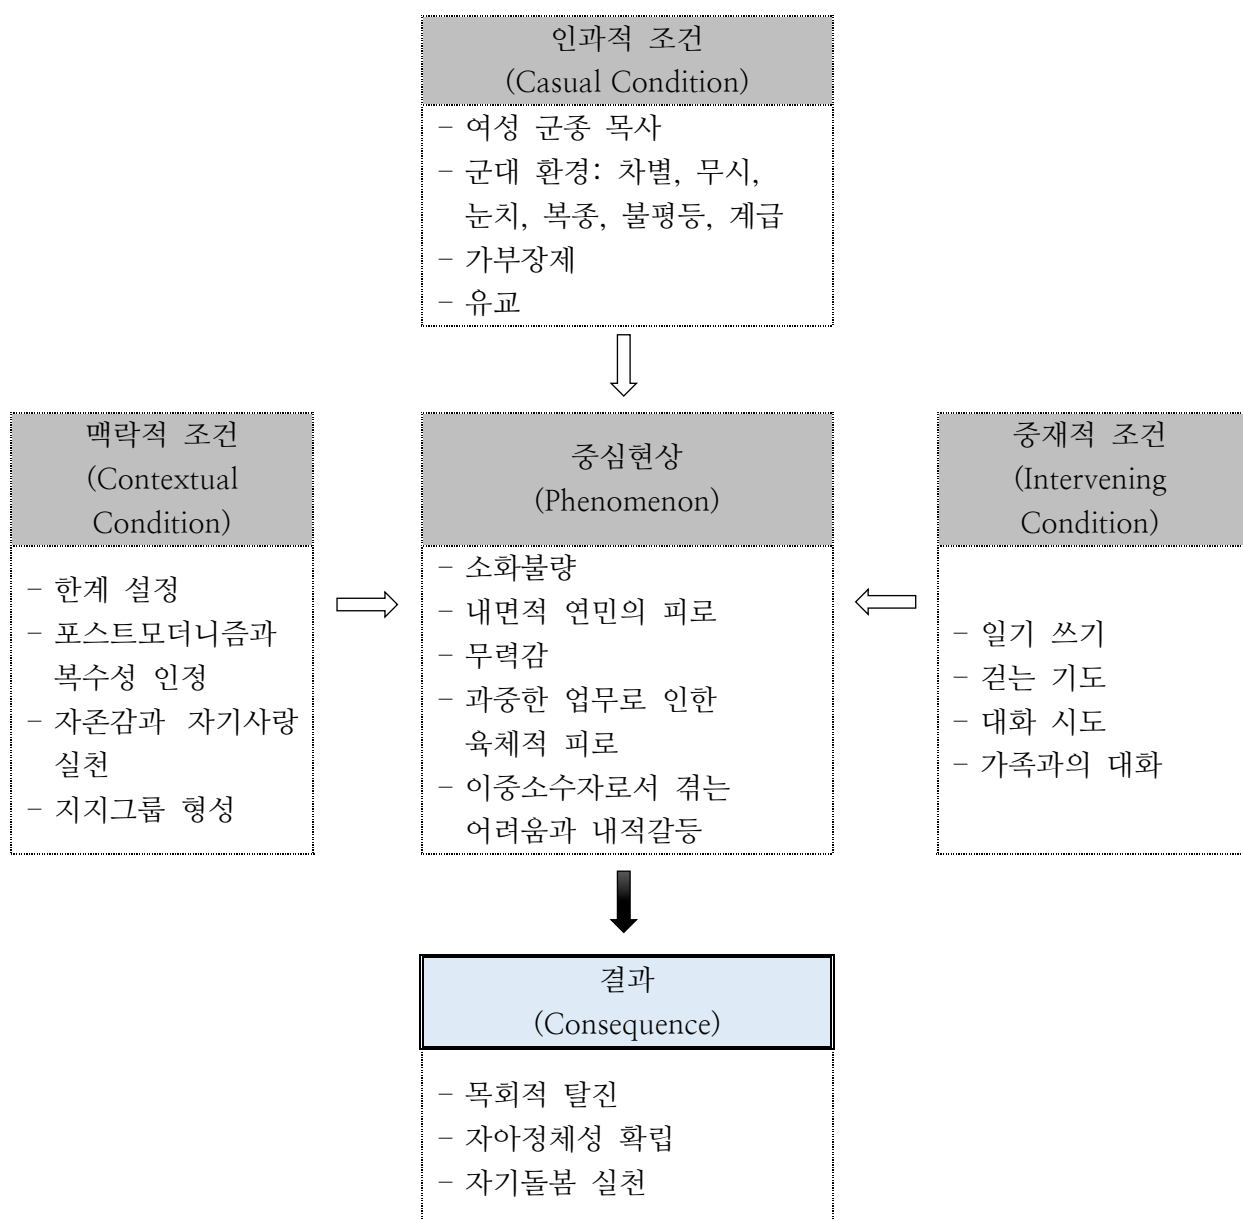 인과적 조건
(Casual Condition)
- 여성 군종 목사
- 군대 환경: 차별, 무시,
눈치, 복종, 불평등, 계급
- 가부장제
- 유교
맥락적 조건
(Contextual
Condition)
- 한계 설정
- 포스트모더니즘과
복수성 인정
- 자존감과 자기사랑
실천
- 지지그룹 형성
중심현상
(Phenomenon)
- 소화불량
- 내면적 연민의 피로
- 무력감
- 과중한 업무로 인한
육체적 피로
- 이중소수자로서 겪는
어려움과 내적갈등
중재적 조건
(Intervening
Condition)
- 일기 쓰기
- 걷는 기도
- 대화 시도
- 가족과의 대화
결과
(Consequence)
- 목회적 탈진
- 자아정체성 확립
- 자기돌봄 실천